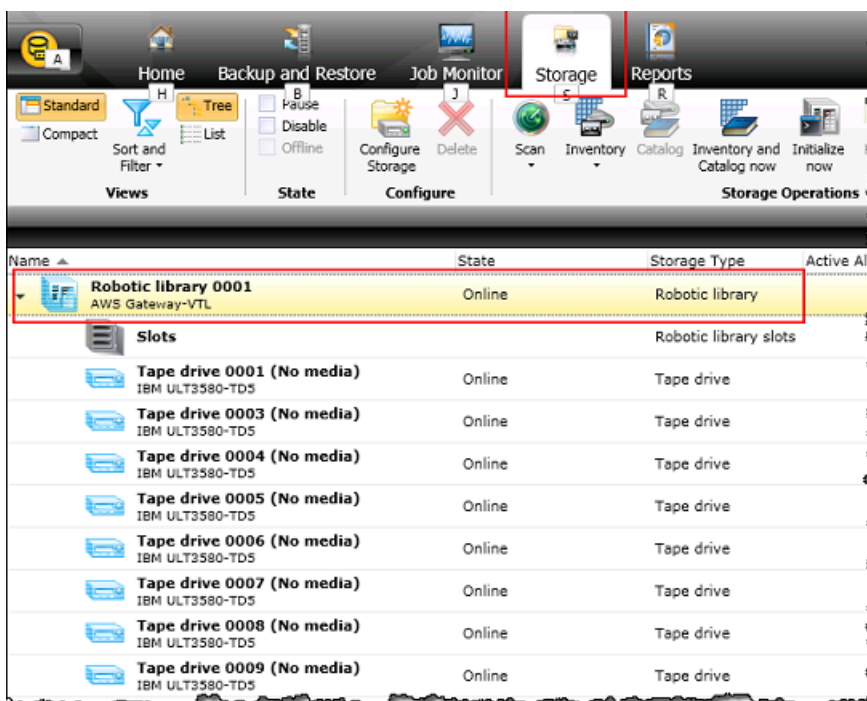 A
Home
Backup and Restore
Job Monitor
Storage
Reports
H
B
J
S
R
Standard
Compact
Sort and
Filter
Tree
List
Pause
Disable
Offline
Configure
Storage
Delete
Scan
Inventory
Catalog
Inventory and
Catalog now
Initialize
now
Views
State
Configure
Storage Operations
Name State Storage Type Active Al
Robotic library 0001
AWS Gateway-VTL
Online Robotic library
Slots Robotic library slots
Tape drive 0001 (No media)
IBM ULT3580-TD5
Online Tape drive
Tape drive 0003 (No media)
IBM ULT3580-TD5
Online Tape drive
Tape drive 0004 (No media)
IBM ULT3580-TD5
Online Tape drive
Tape drive 0005 (No media)
IBM ULT3580-TD5
Online Tape drive
Tape drive 0006 (No media)
IBM ULT3580-TD5
Online Tape drive
Tape drive 0007 (No media)
IBM ULT3580-TD5
Online Tape drive
Tape drive 0008 (No media)
IBM ULT3580-TD5
Online Tape drive
Tape drive 0009 (No media)
IBM ULT3580-TD5
Online Tape drive